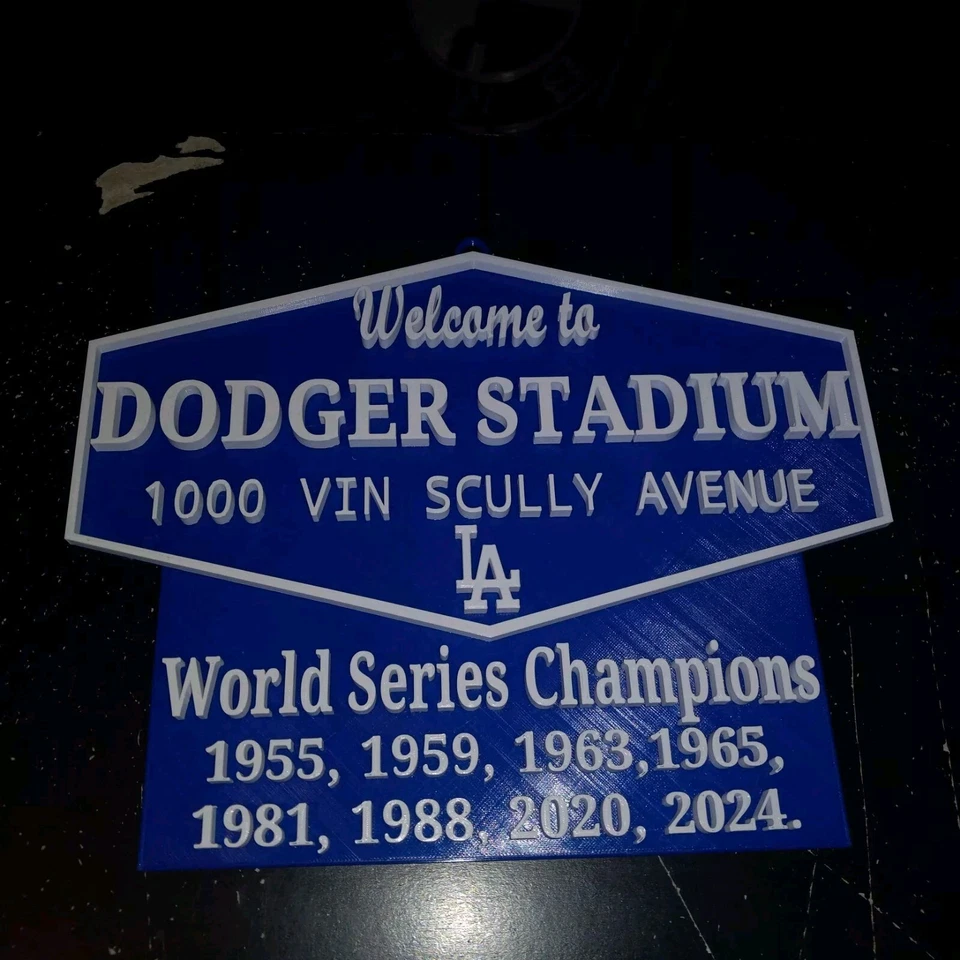 Welcome to
DODGER STADIUM
1000 VIN SCULLY AVENUE
LA
World Series Champions
1955, 1959, 1963,1965,
1981, 1988, 2020, 2024.